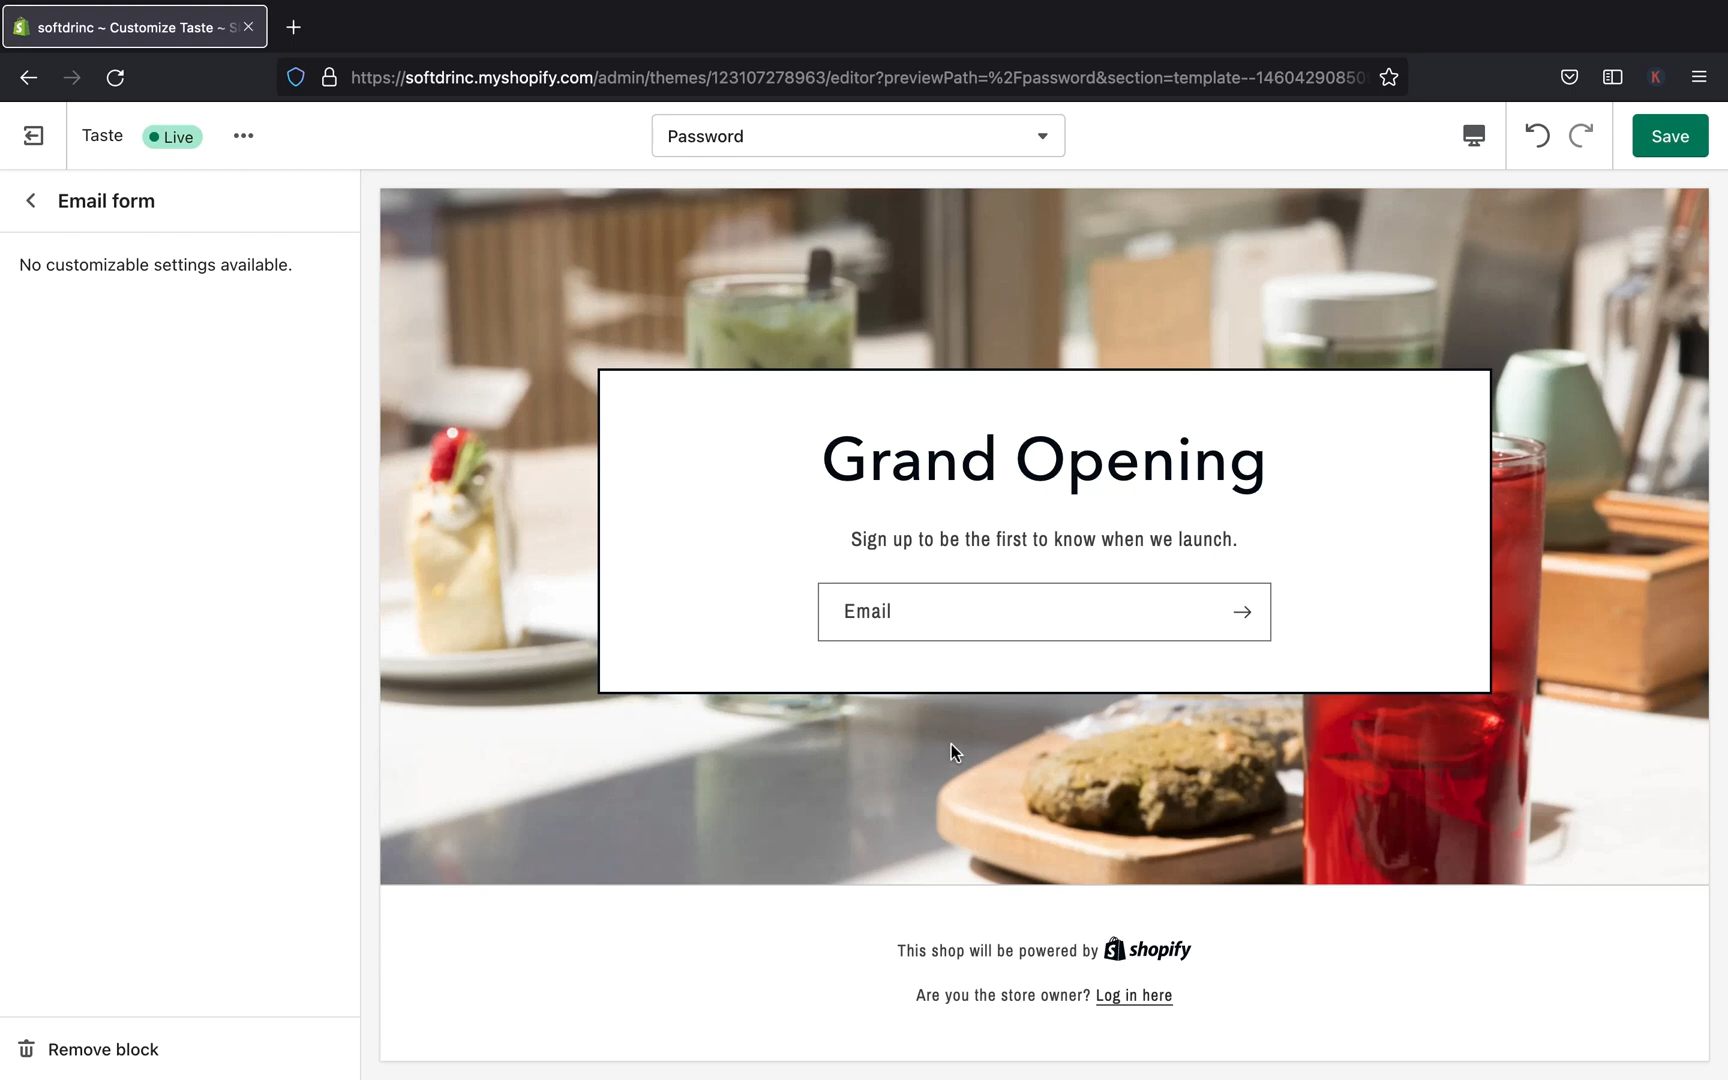 softdrinc ~ Customize Taste ~ S
https://softdrinc.myshopify.com/admin/themes/123107278963/editor?previewPath=%2Fpassword&section=template--1460429085
K
Taste
Live
Password
Save
Email form
No customizable settings available.
Grand Opening
Sign up to be the first to know when we launch.
Email
This shop will be powered by shopify
Are you the store owner? Log in here
Remove block